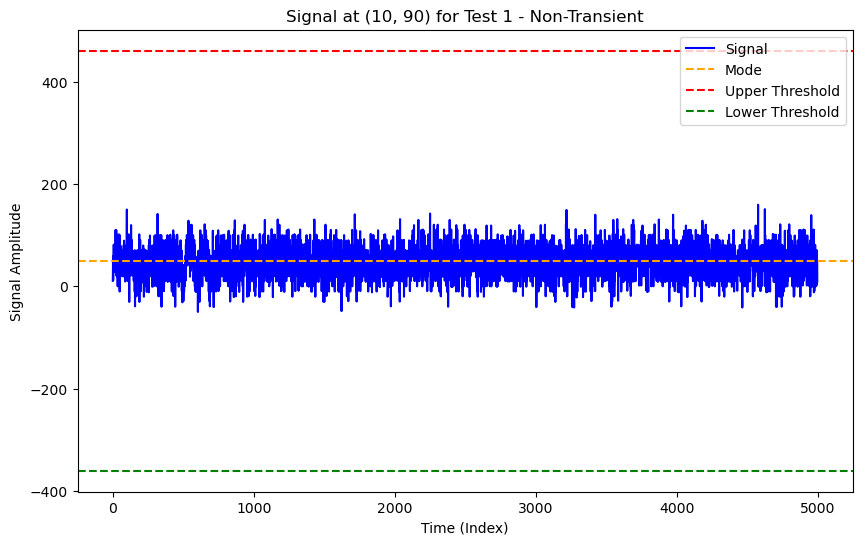 Signal at (10, 90) for Test 1 - Non-Transient
Signal
Mode
Upper Threshold
Lower Threshold
Signal Amplitude
400
200
0
−200
−400
0 1000 2000 3000 4000 5000
Time (Index)